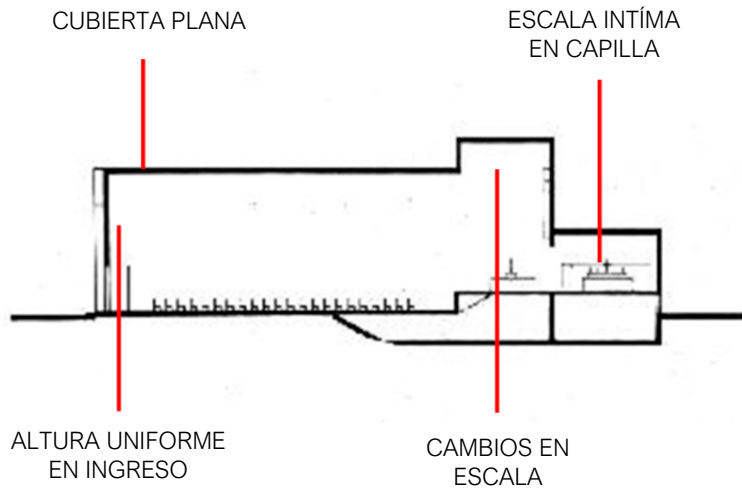 CUBIERTA PLANA
ESCALA INTÍMA
EN CAPILLA
ALTURA UNIFORME
EN INGRESO
CAMBIOS EN
ESCALA